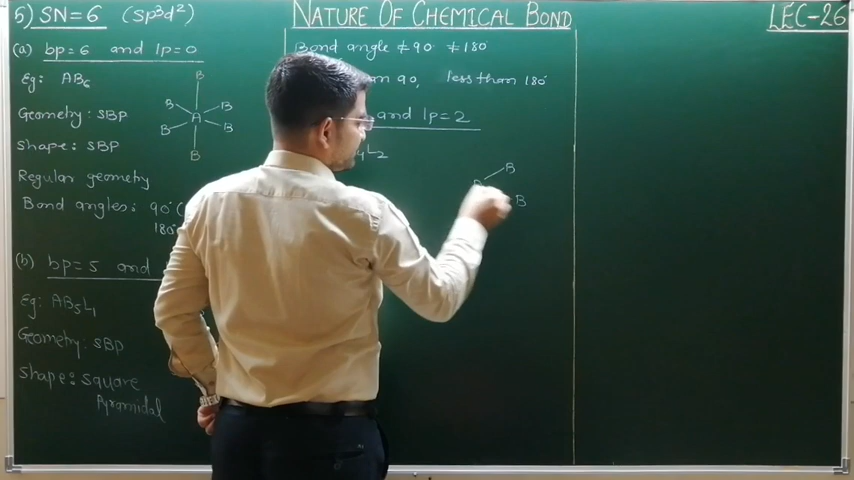 NATURE OF CHEMICAL BOND
LEC-26
5) SN=6 (sp³d²)
(a) bp=6 and lp=0
Eg: AB₆
Geometry: SBP
Shape: SBP
Regular geometry
Bond angles: 90°
180°
B
B
B
A
B
B
B
(b) bp=5 and
Eg: AB₅L₁
Geometry: SBP
Shape: Square
Pyramidal
Bond angle ≠90° ≠180°
90, less than 180°
and lp=2
₄L₂
B
B